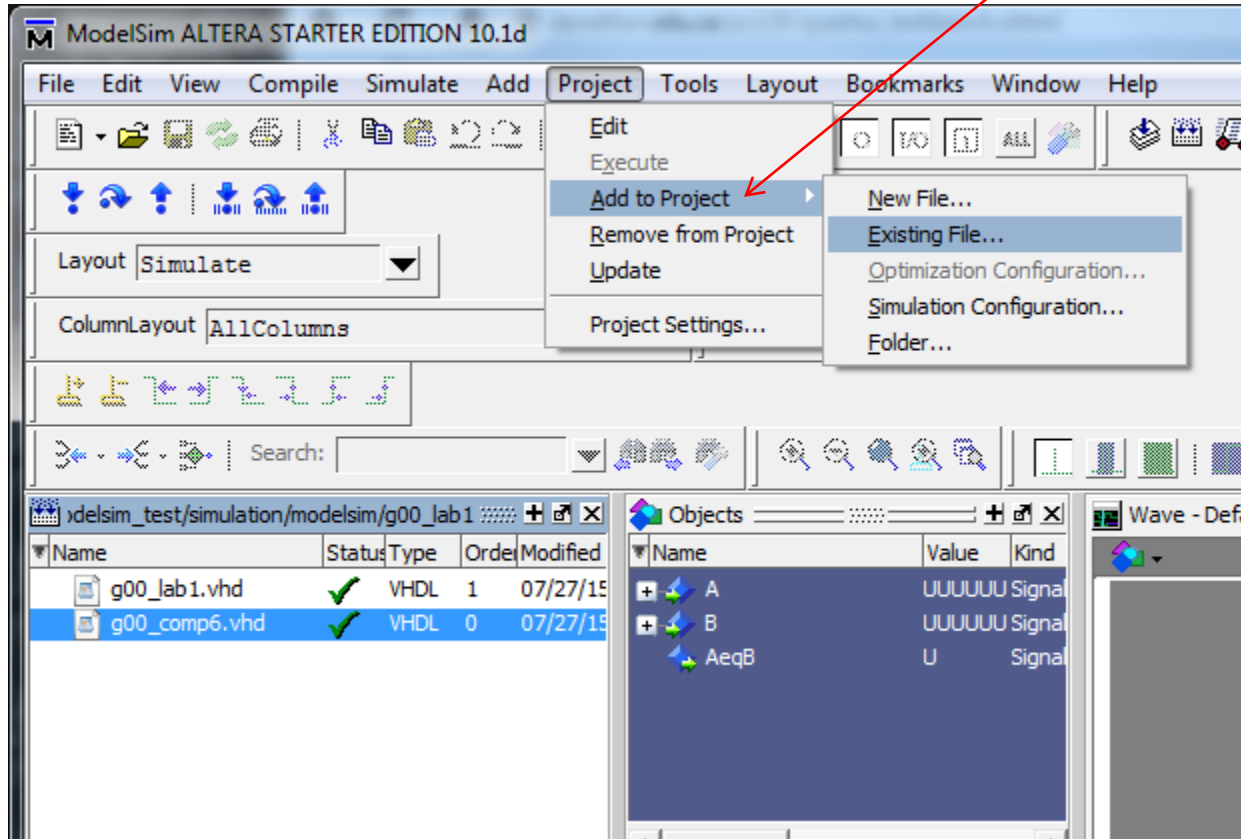 ModelSim ALTERA STARTER EDITION 10.1d
File Edit View Compile Simulate Add Project Tools Layout Bookmarks Window Help
Edit
I/O ALL
Execute
Add to Project
New File...
Remove from Project
Existing File...
Update
Optimization Configuration...
Simulation Configuration...
Project Settings...
Folder...
Layout Simulate
ColumnLayout AllColumns
Search:
odelsim_test/simulation/modelsim/g00_lab1
Objects
Wave - Defa
Name Status Type Order Modified
Name Value Kind
g00_lab1.vhd VHDL 1 07/27/15
A UUUUUU Signal
g00_comp6.vhd VHDL 0 07/27/15
B UUUUUU Signal
AeqB U Signal